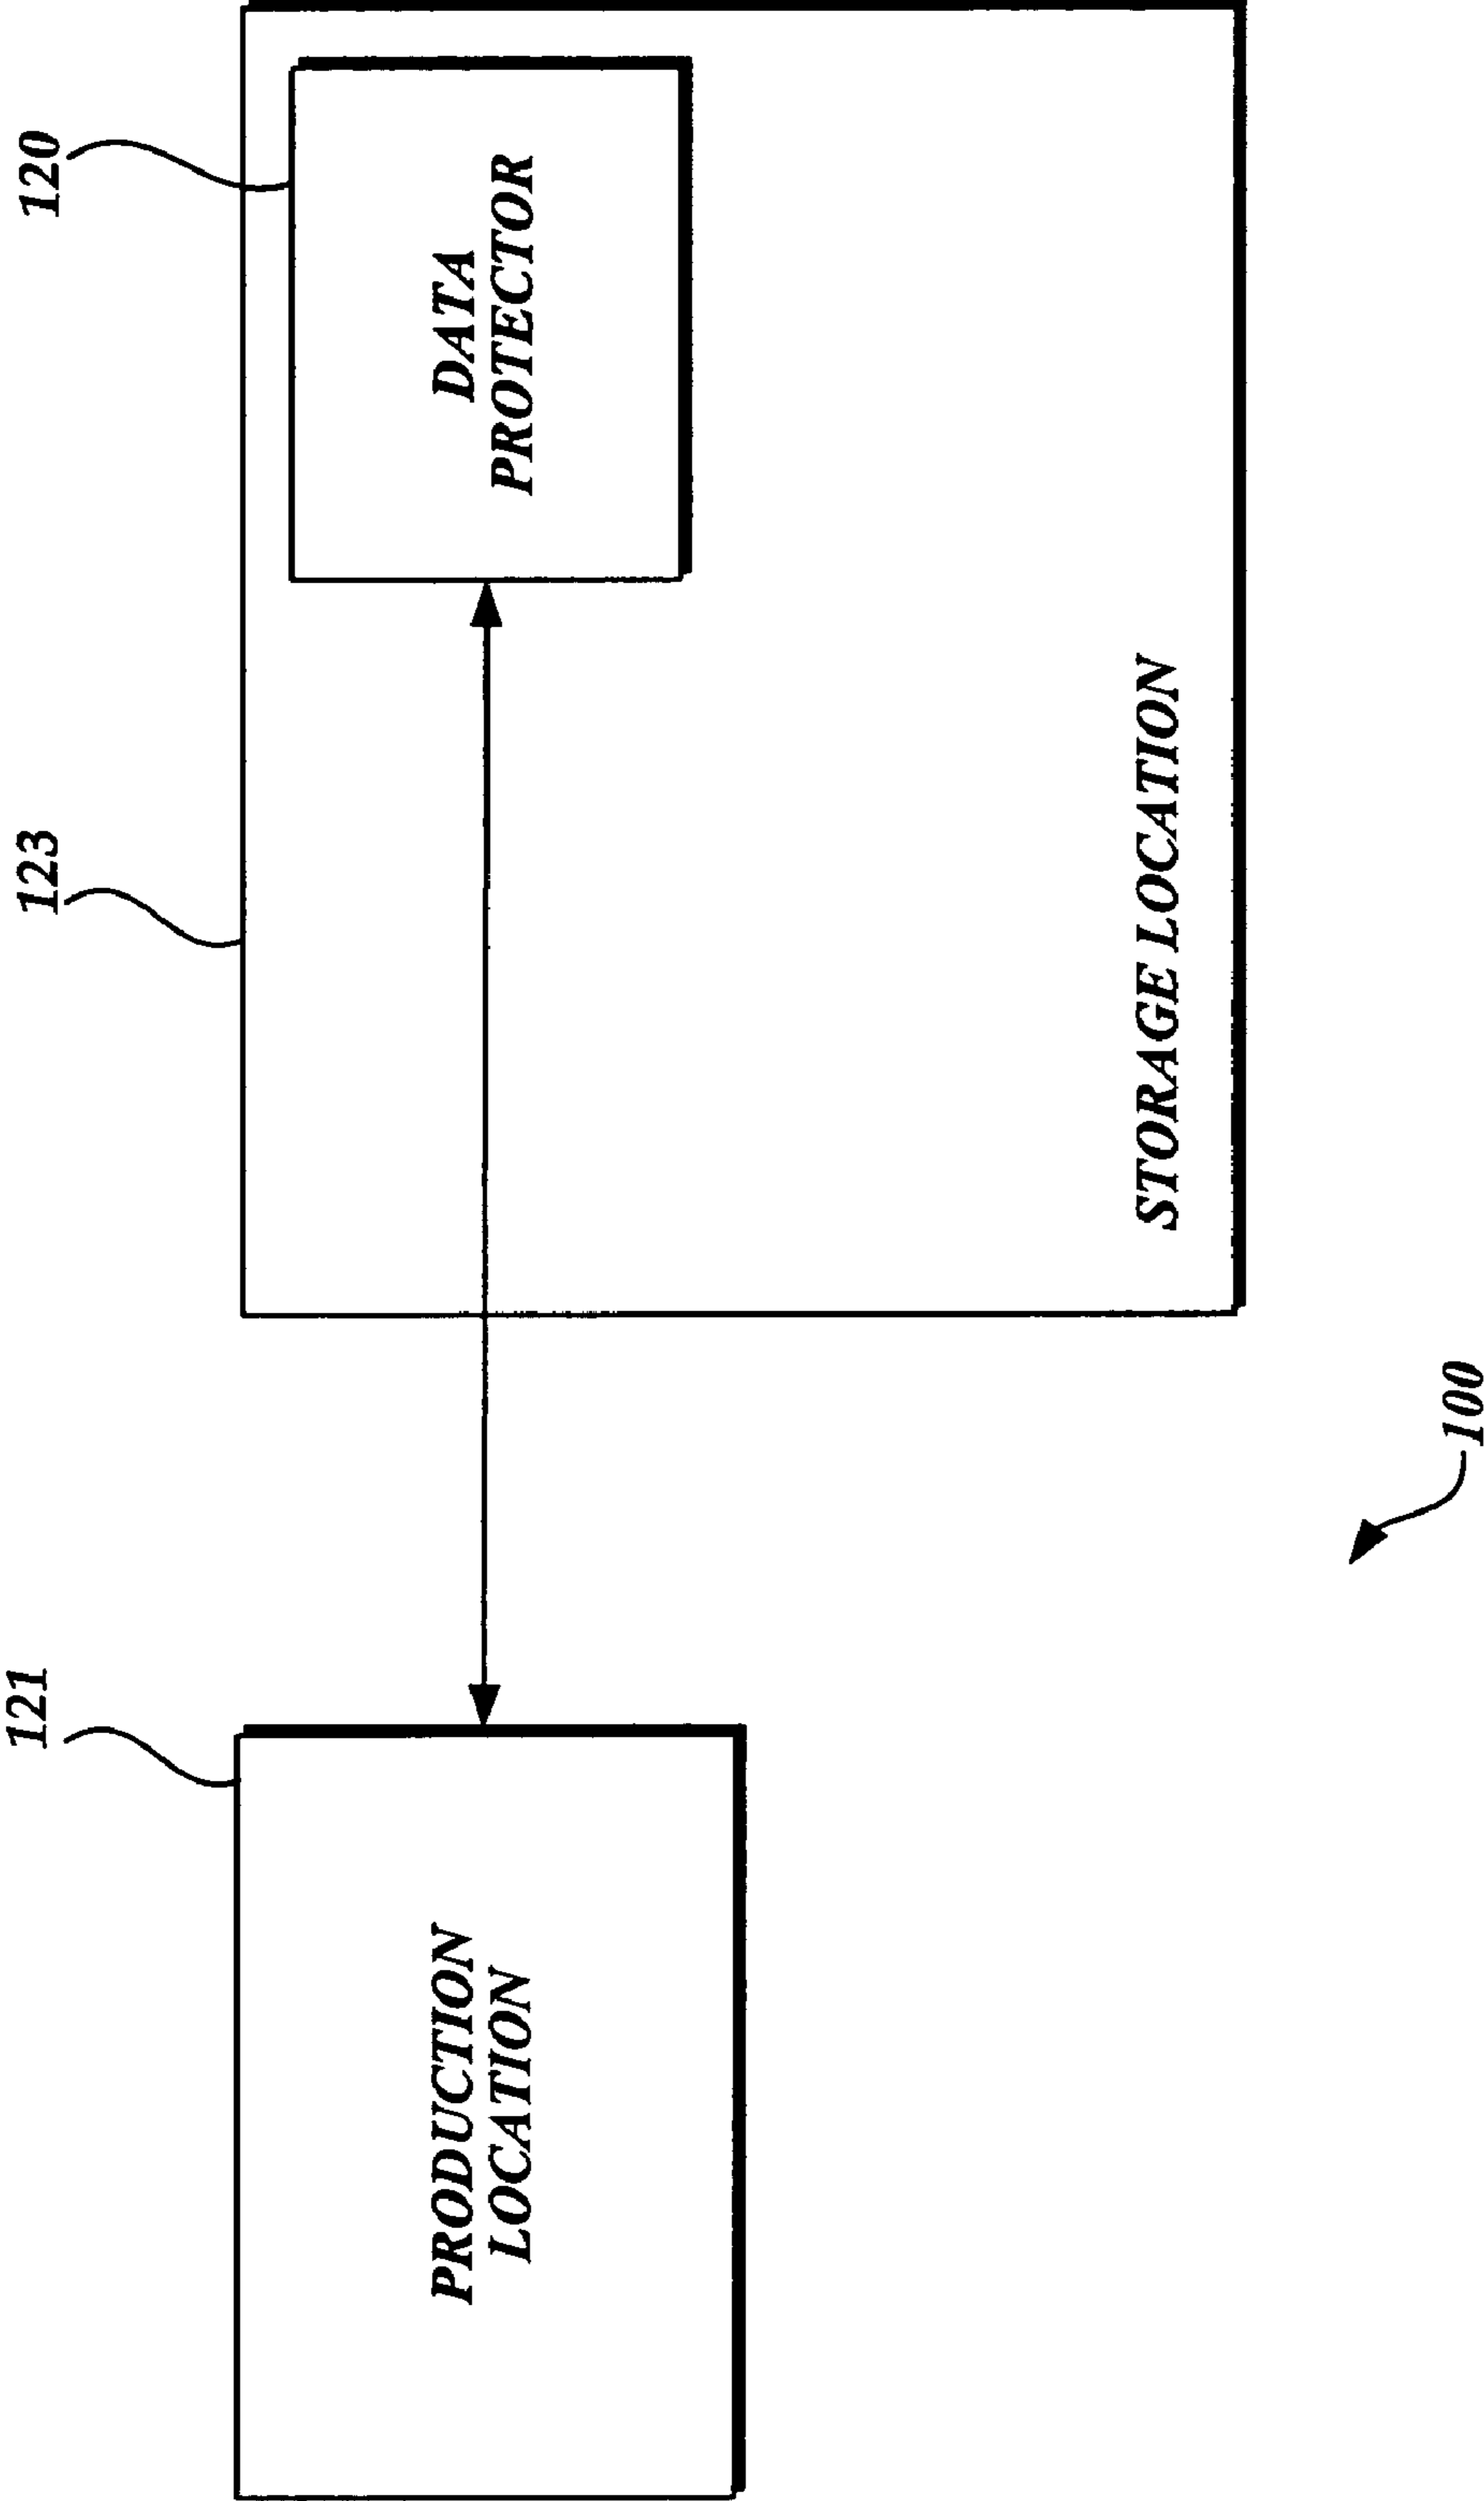 121
123
120
PRODUCTION
LOCATION
DATA
PROTECTOR
STORAGE LOCATION
100